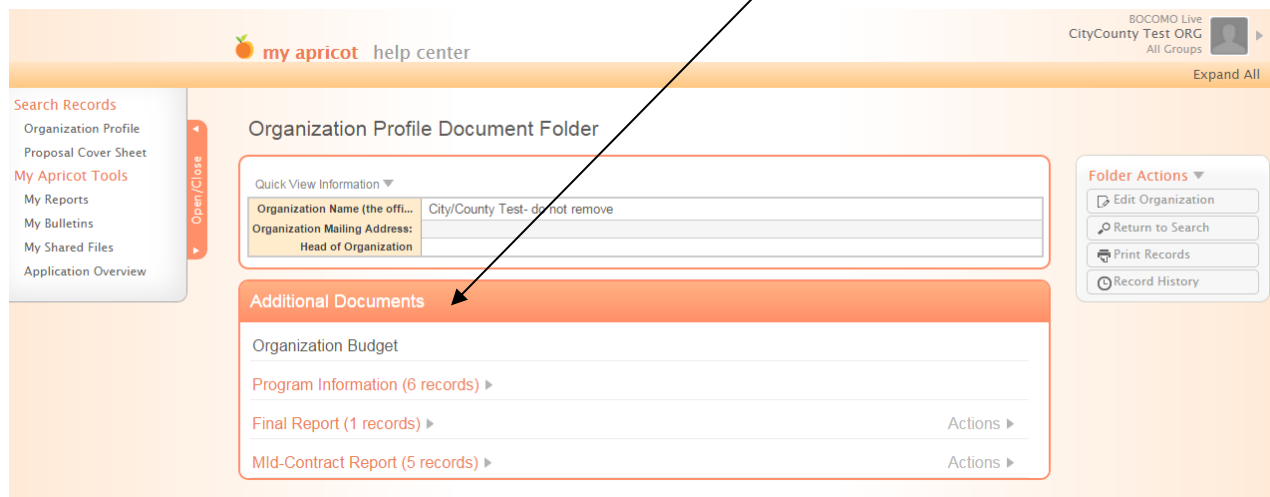 my apricot help center
BOCOMO Live
CityCounty Test ORG
All Groups
Expand All
Search Records
Organization Profile
Proposal Cover Sheet
My Apricot Tools
My Reports
My Bulletins
My Shared Files
Application Overview
Open/Close
Organization Profile Document Folder
Quick View Information
Organization Name (the offi... City/County Test- do not remove
Organization Mailing Address:
Head of Organization
Additional Documents
Organization Budget
Program Information (6 records)
Final Report (1 records) Actions
MId-Contract Report (5 records) Actions
Folder Actions
Edit Organization
Return to Search
Print Records
Record History